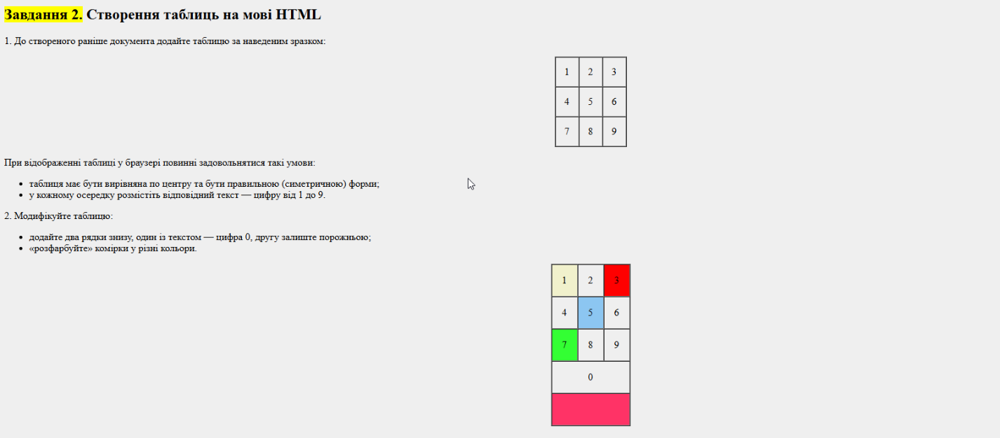 Завдання 2. Створення таблиць на мові HTML
1. До створеного раніше документа додайте таблицю за наведеним зразком:
1 2 3
4 5 6
7 8 9
При відображенні таблиці у браузері повинні задовольнятися такі умови:
• таблиця має бути вирівняна по центру та бути правильною (симетричною) форми;
• у кожному осередку розмістіть відповідний текст — цифру від 1 до 9.
2. Модифікуйте таблицю:
• додайте два рядки знизу, один із текстом — цифра 0, другу залиште порожньою;
• «розфарбуйте» комірки у різні кольори.
1 2 3
4 5 6
7 8 9
0